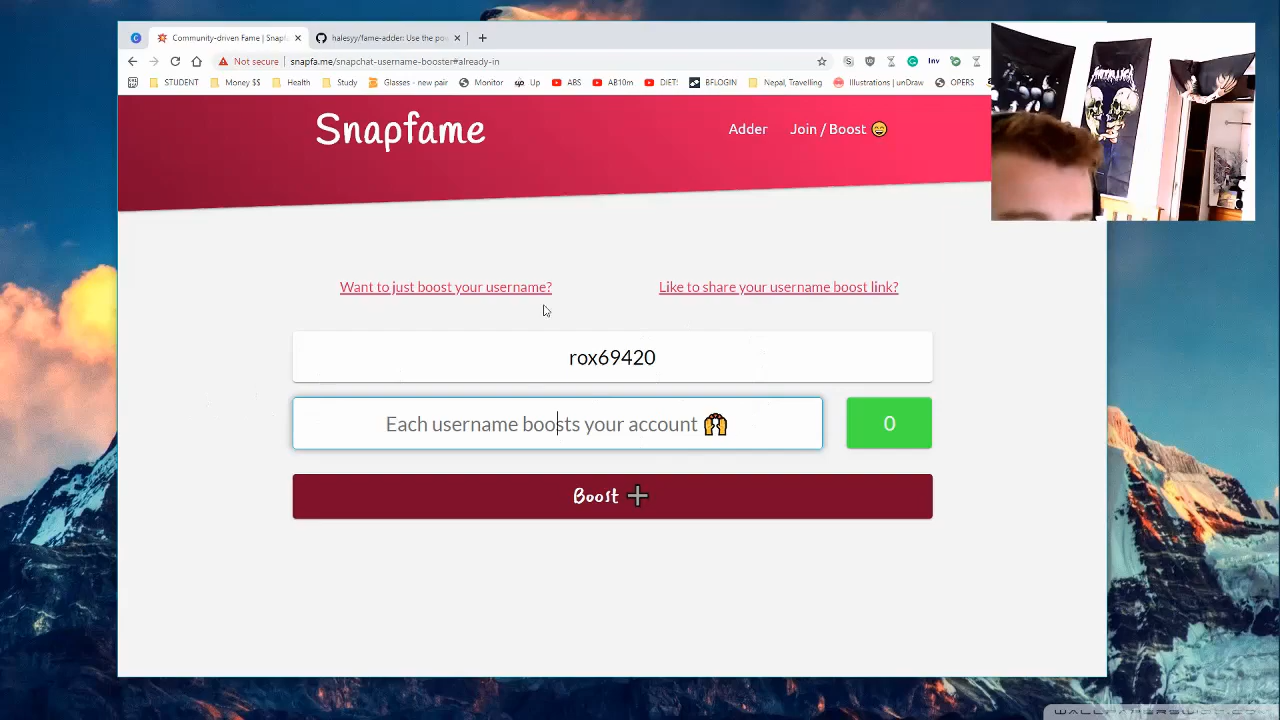 Community-driven Fame | Snapf
halesyy/fame-adder: Use the po
Not secure | snapfa.me/snapchat-username-booster#already-in
Inv
STUDENT Money $$ Health Study Glasses - new pair Monitor Up ABS AB10m DIET: BFLOGIN Nepal, Travelling Illustrations | unDraw OPERS
METALLICA
Snapfame
Adder Join / Boost
Want to just boost your username? Like to share your username boost link?
rox69420
Each username boosts your account
0
Boost